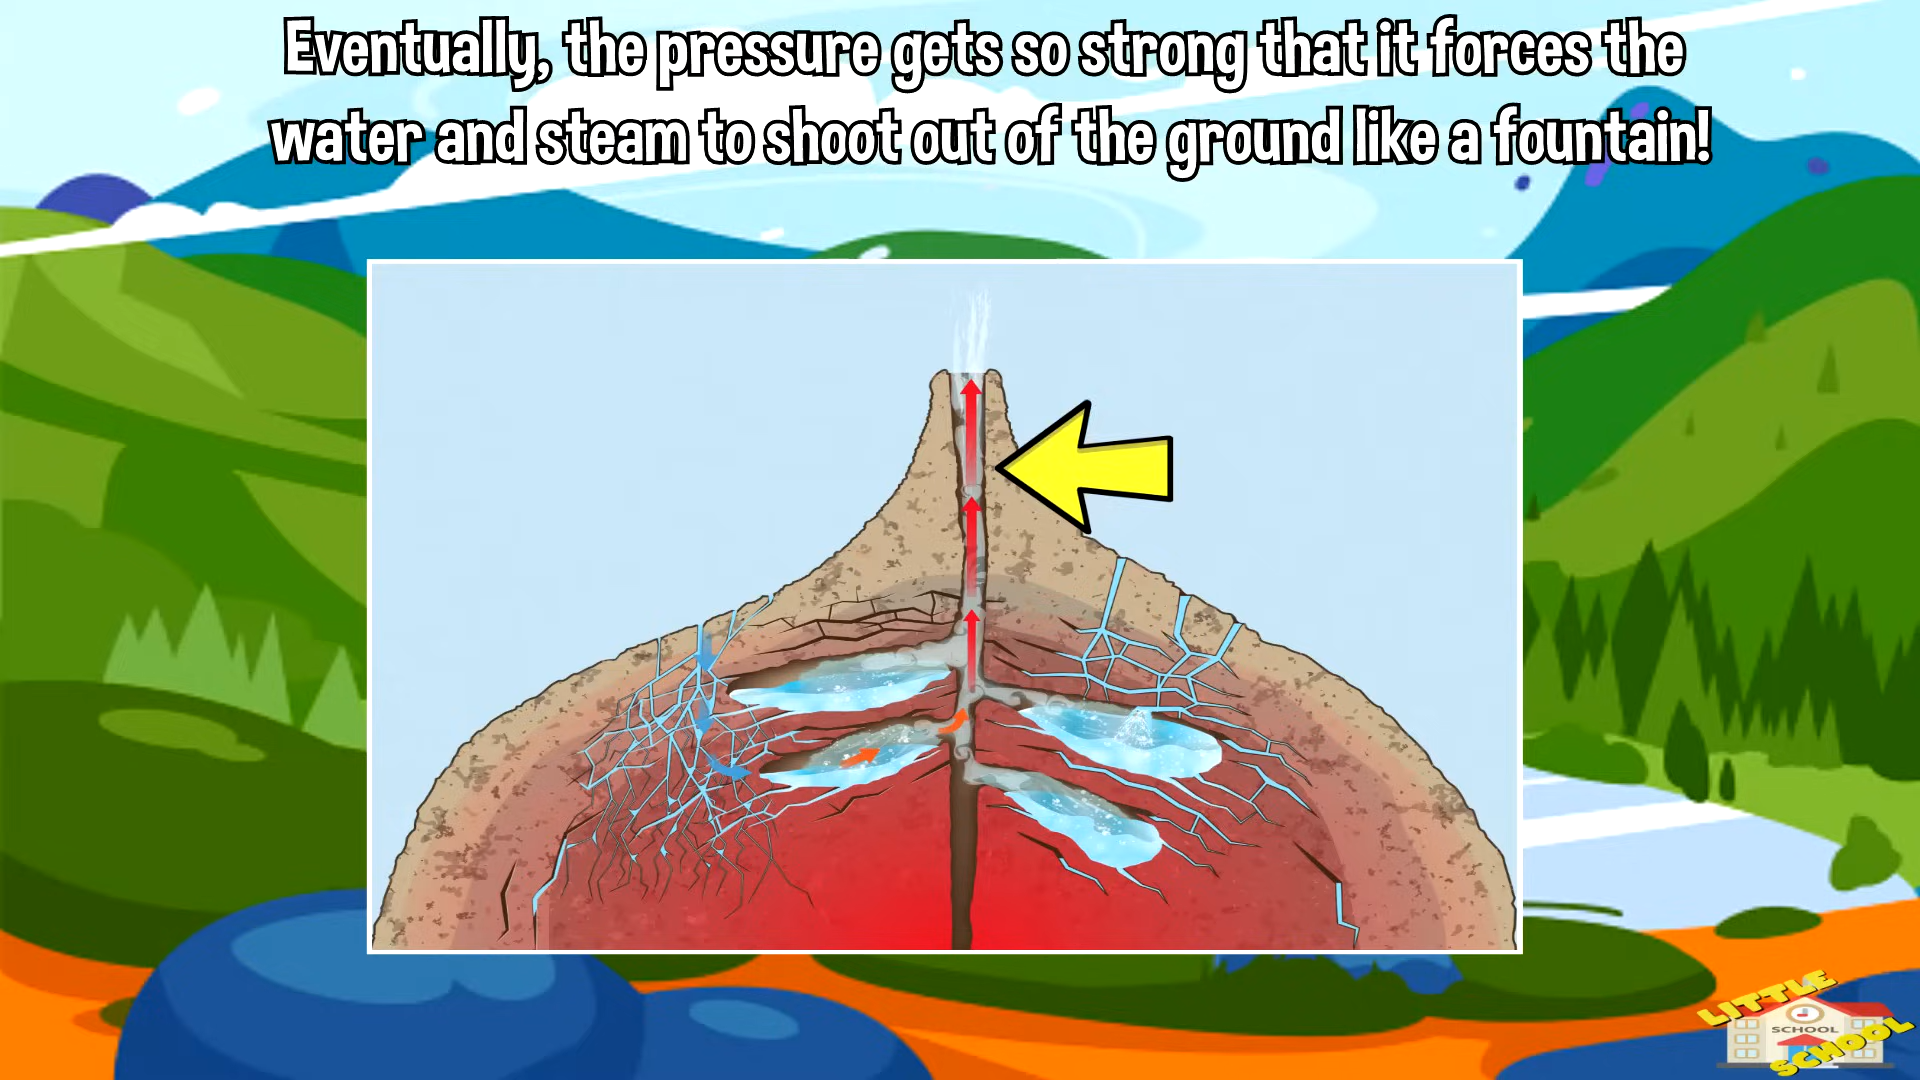 Eventually, the pressure gets so strong that it forces the
water and steam to shoot out of the ground like a fountain!
LITTLE
SCHOOL
SCHOOL